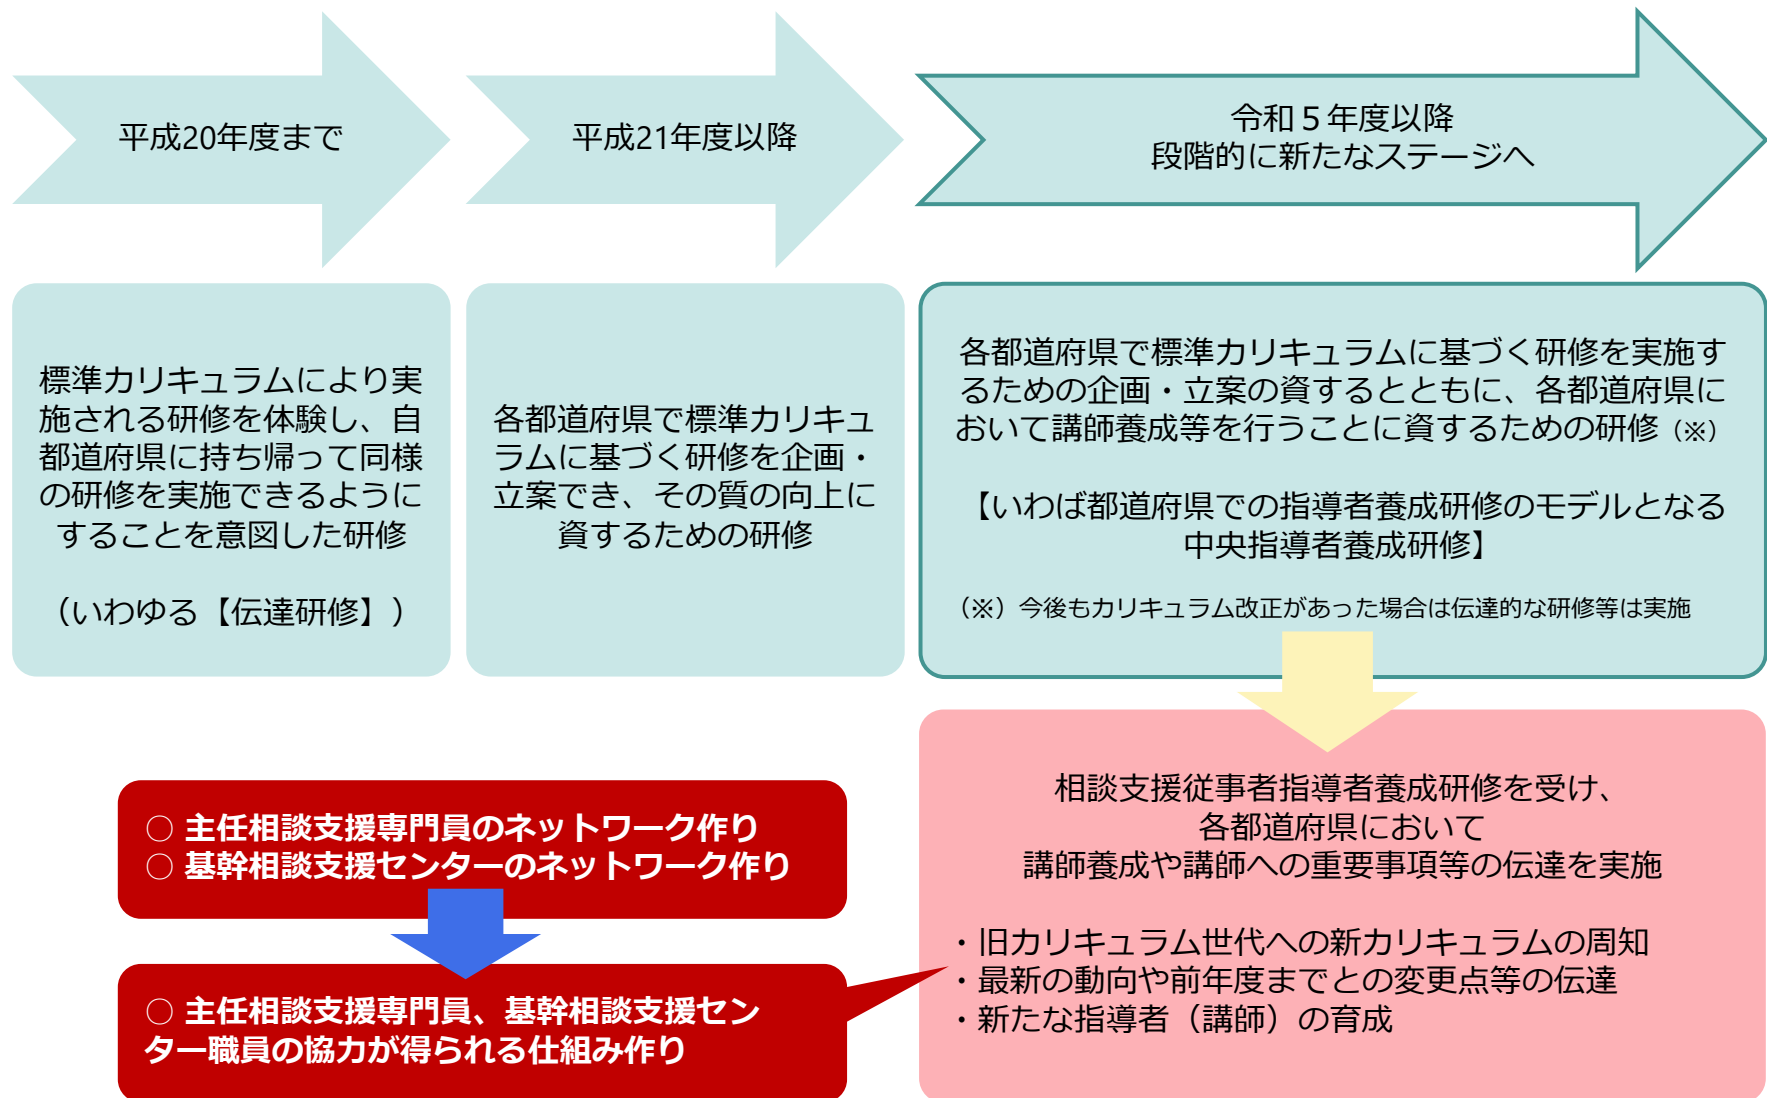 平成20年度まで
平成21年度以降
令和５年度以降
段階的に新たなステージへ
標準カリキュラムにより実
施される研修を体験し、自
都道府県に持ち帰って同様
の研修を実施できるように
することを意図した研修
（いわゆる【伝達研修】）
各都道府県で標準カリキュ
ラムに基づく研修を企画・
立案でき、その質の向上に
資するための研修
各都道府県で標準カリキュラムに基づく研修を実施す
るための企画・立案の資するとともに、各都道府県に
おいて講師養成等を行うことに資するための研修（※）
【いわば都道府県での指導者養成研修のモデルとなる
中央指導者養成研修】
（※）今後もカリキュラム改正があった場合は伝達的な研修等は実施
○ 主任相談支援専門員のネットワーク作り
○ 基幹相談支援センターのネットワーク作り
○ 主任相談支援専門員、基幹相談支援セン
ター職員の協力が得られる仕組み作り
相談支援従事者指導者養成研修を受け、
各都道府県において
講師養成や講師への重要事項等の伝達を実施
・旧カリキュラム世代への新カリキュラムの周知
・最新の動向や前年度までとの変更点等の伝達
・新たな指導者（講師）の育成